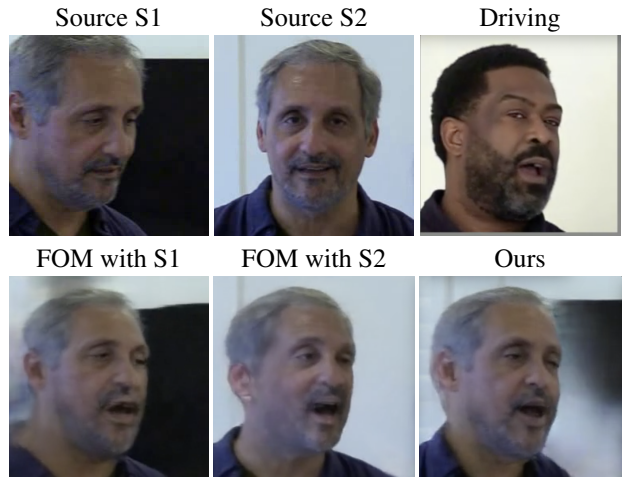 Source S1 Source S2 Driving
FOM with S1 FOM with S2 Ours